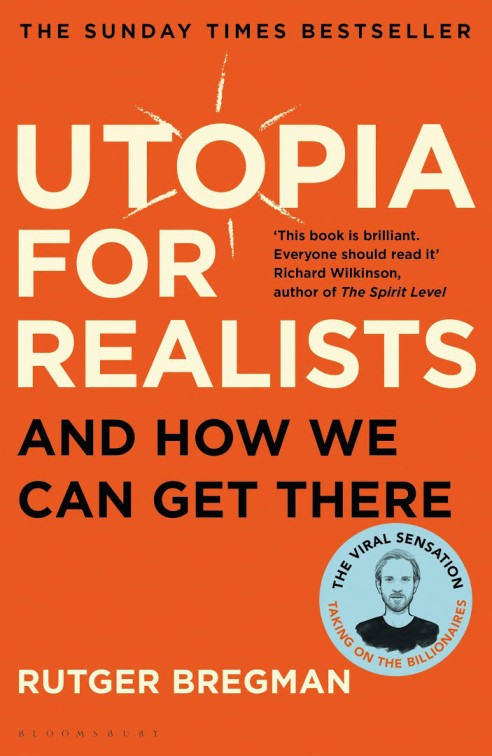 THE SUNDAY TIMES BESTSELLER
UTOPIA
FOR
'This book is brilliant.
Everyone should read it'
Richard Wilkinson,
author of The Spirit Level
REALISTS
AND HOW WE
CAN GET THERE
THE VIRAL SENSATION
TAKING ON THE BILLIONAIRES
RUTGER BREGMAN
BLOOMSBURY